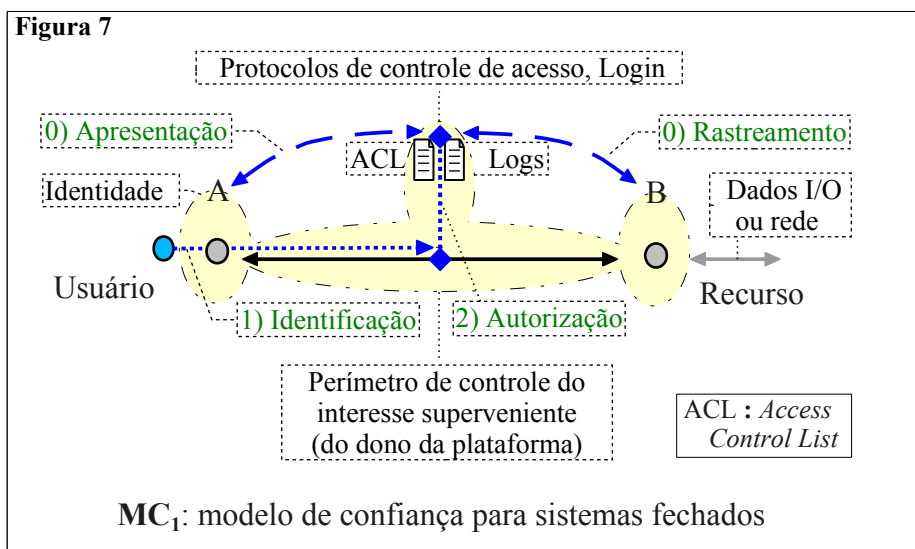 Figura 7
Protocolos de controle de acesso, Login
0) Apresentação
0) Rastreamento
ACL
Logs
Identidade
A
B
Dados I/O
ou rede
Usuário
Recurso
1) Identificação
2) Autorização
Perímetro de controle do
interesse superveniente
(do dono da plataforma)
ACL : Access
Control List
MC₁: modelo de confiança para sistemas fechados